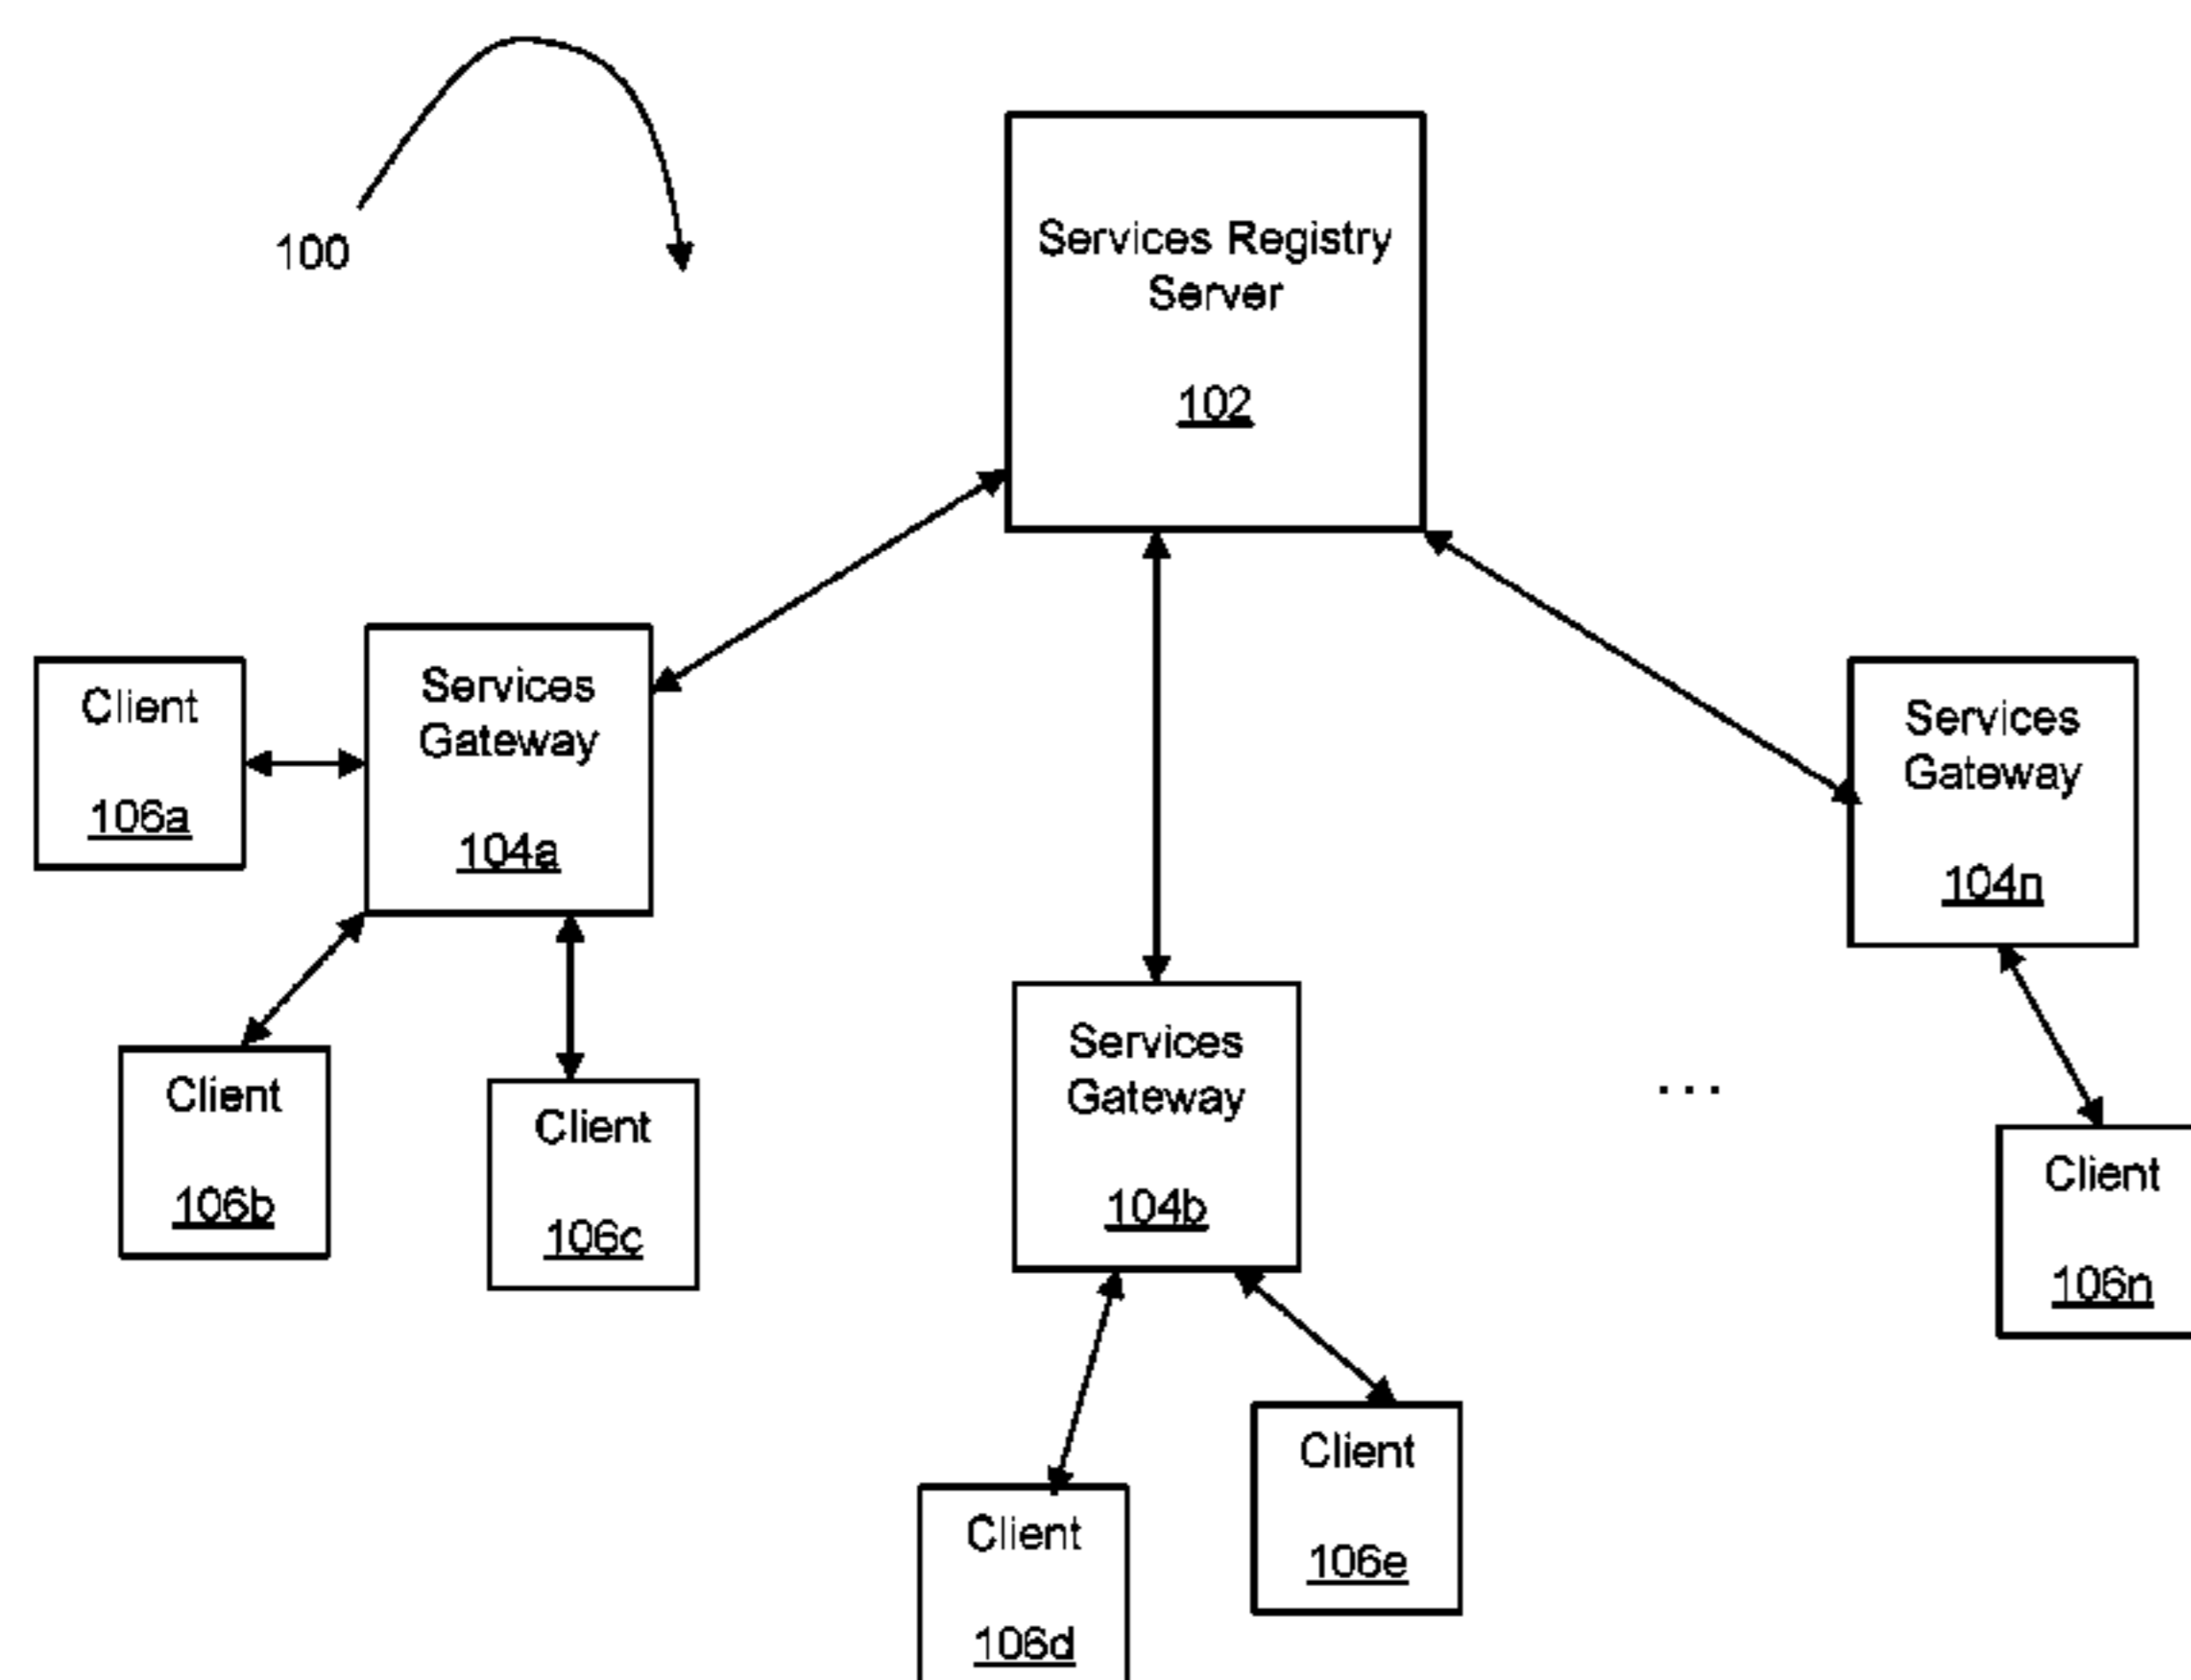 100
Services Registry
Server
102
Client
106a
Services
Gateway
104a
Services
Gateway
104n
Client
106b
Client
106c
Services
Gateway
104b
...
Client
106n
Client
106d
Client
106e